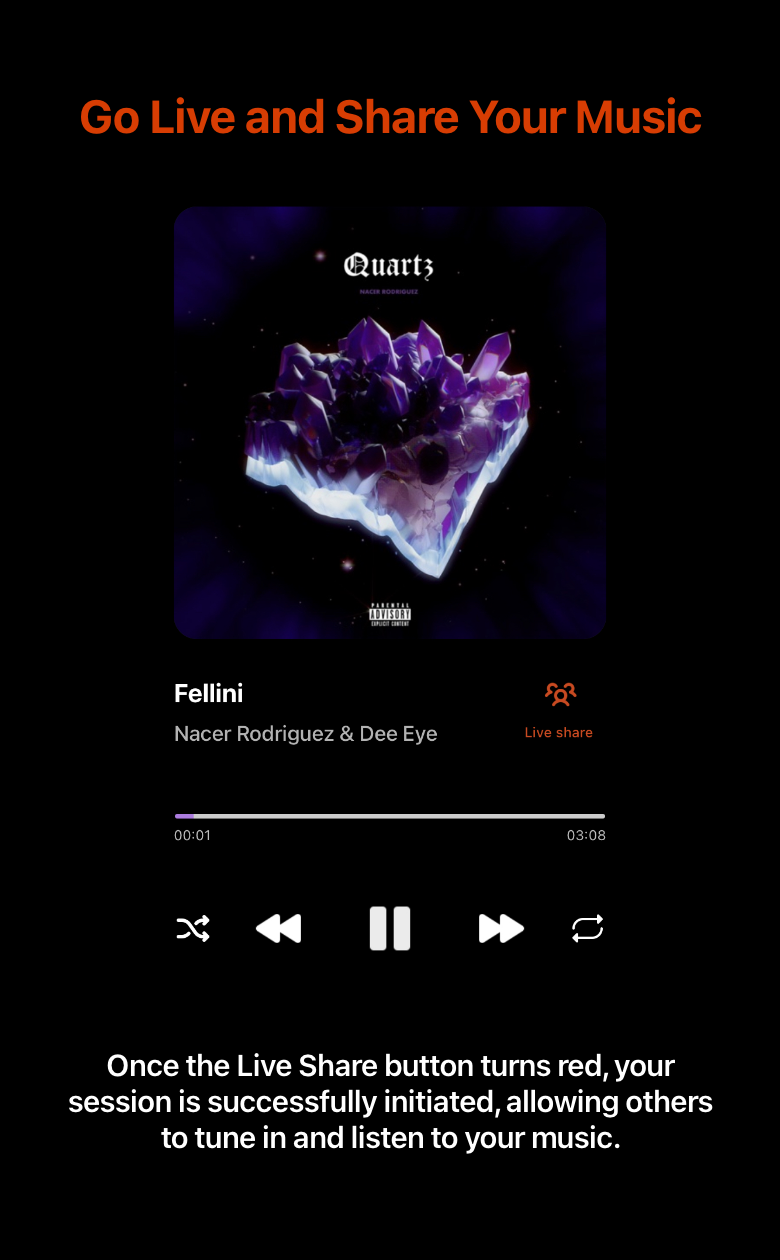 Go Live and Share Your Music
Quartz
NACER RODRIGUEZ
PARENTAL
ADVISORY
EXPLICIT CONTENT
Fellini
Nacer Rodriguez & Dee Eye
Live share
00:01
03:08
Once the Live Share button turns red, your
session is successfully initiated, allowing others
to tune in and listen to your music.